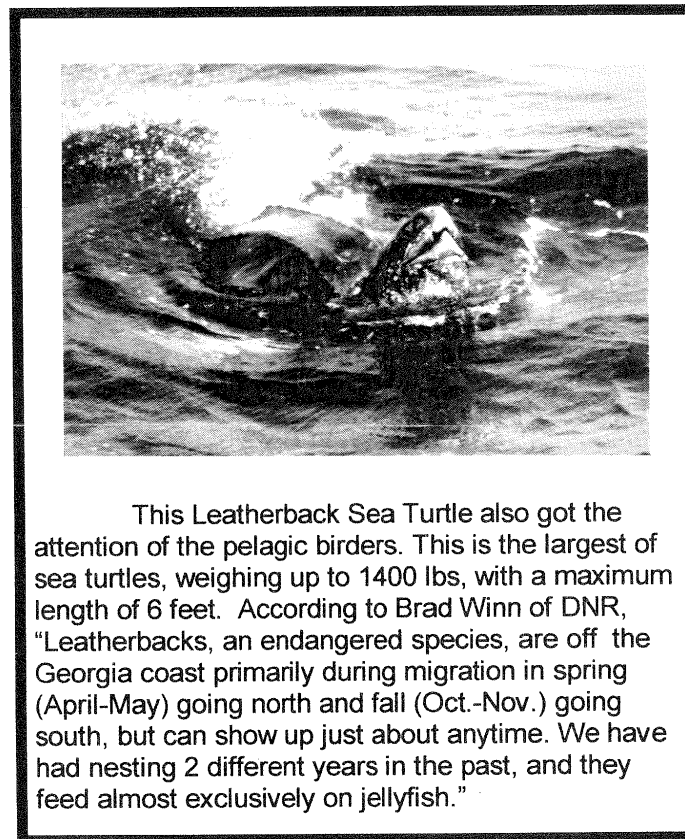 This Leatherback Sea Turtle also got the
attention of the pelagic birders. This is the largest of
sea turtles, weighing up to 1400 lbs, with a maximum
length of 6 feet.  According to Brad Winn of DNR,
“Leatherbacks, an endangered species, are off  the
Georgia coast primarily during migration in spring
(April-May) going north and fall (Oct.-Nov.) going
south, but can show up just about anytime. We have
had nesting 2 different years in the past, and they
feed almost exclusively on jellyfish.”